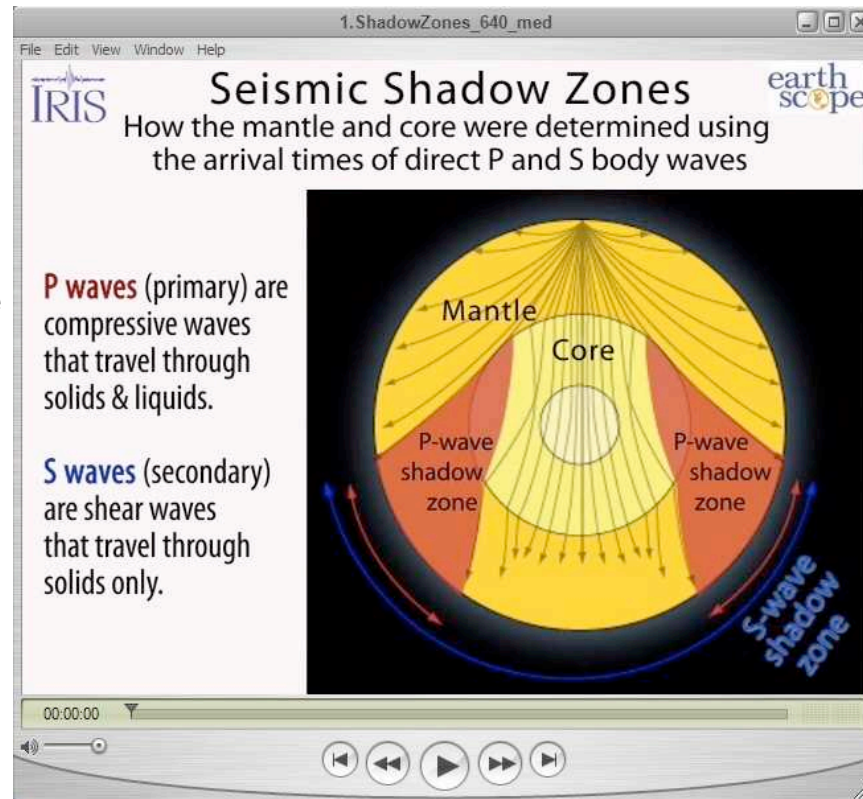 1.ShadowZones_640_med
File Edit View Window Help
IRIS
Seismic Shadow Zones
earth
scope
How the mantle and core were determined using
the arrival times of direct P and S body waves
P waves (primary) are
compressive waves
that travel through
solids & liquids.
S waves (secondary)
are shear waves
that travel through
solids only.
Mantle
Core
P-wave
shadow
zone
P-wave
shadow
zone
S-wave
shadow
zone
00:00:00